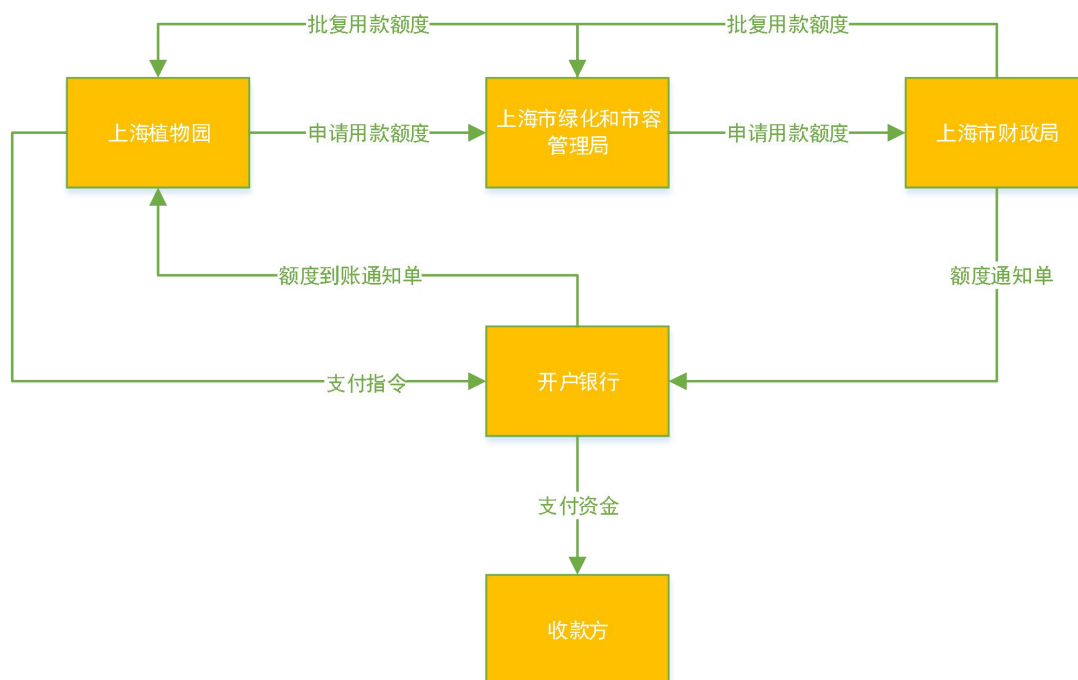 批复用款额度
批复用款额度
上海植物园
申请用款额度
上海市绿化和市容
管理局
申请用款额度
上海市财政局
额度到账通知单
额度通知单
支付指令
开户银行
支付资金
收款方